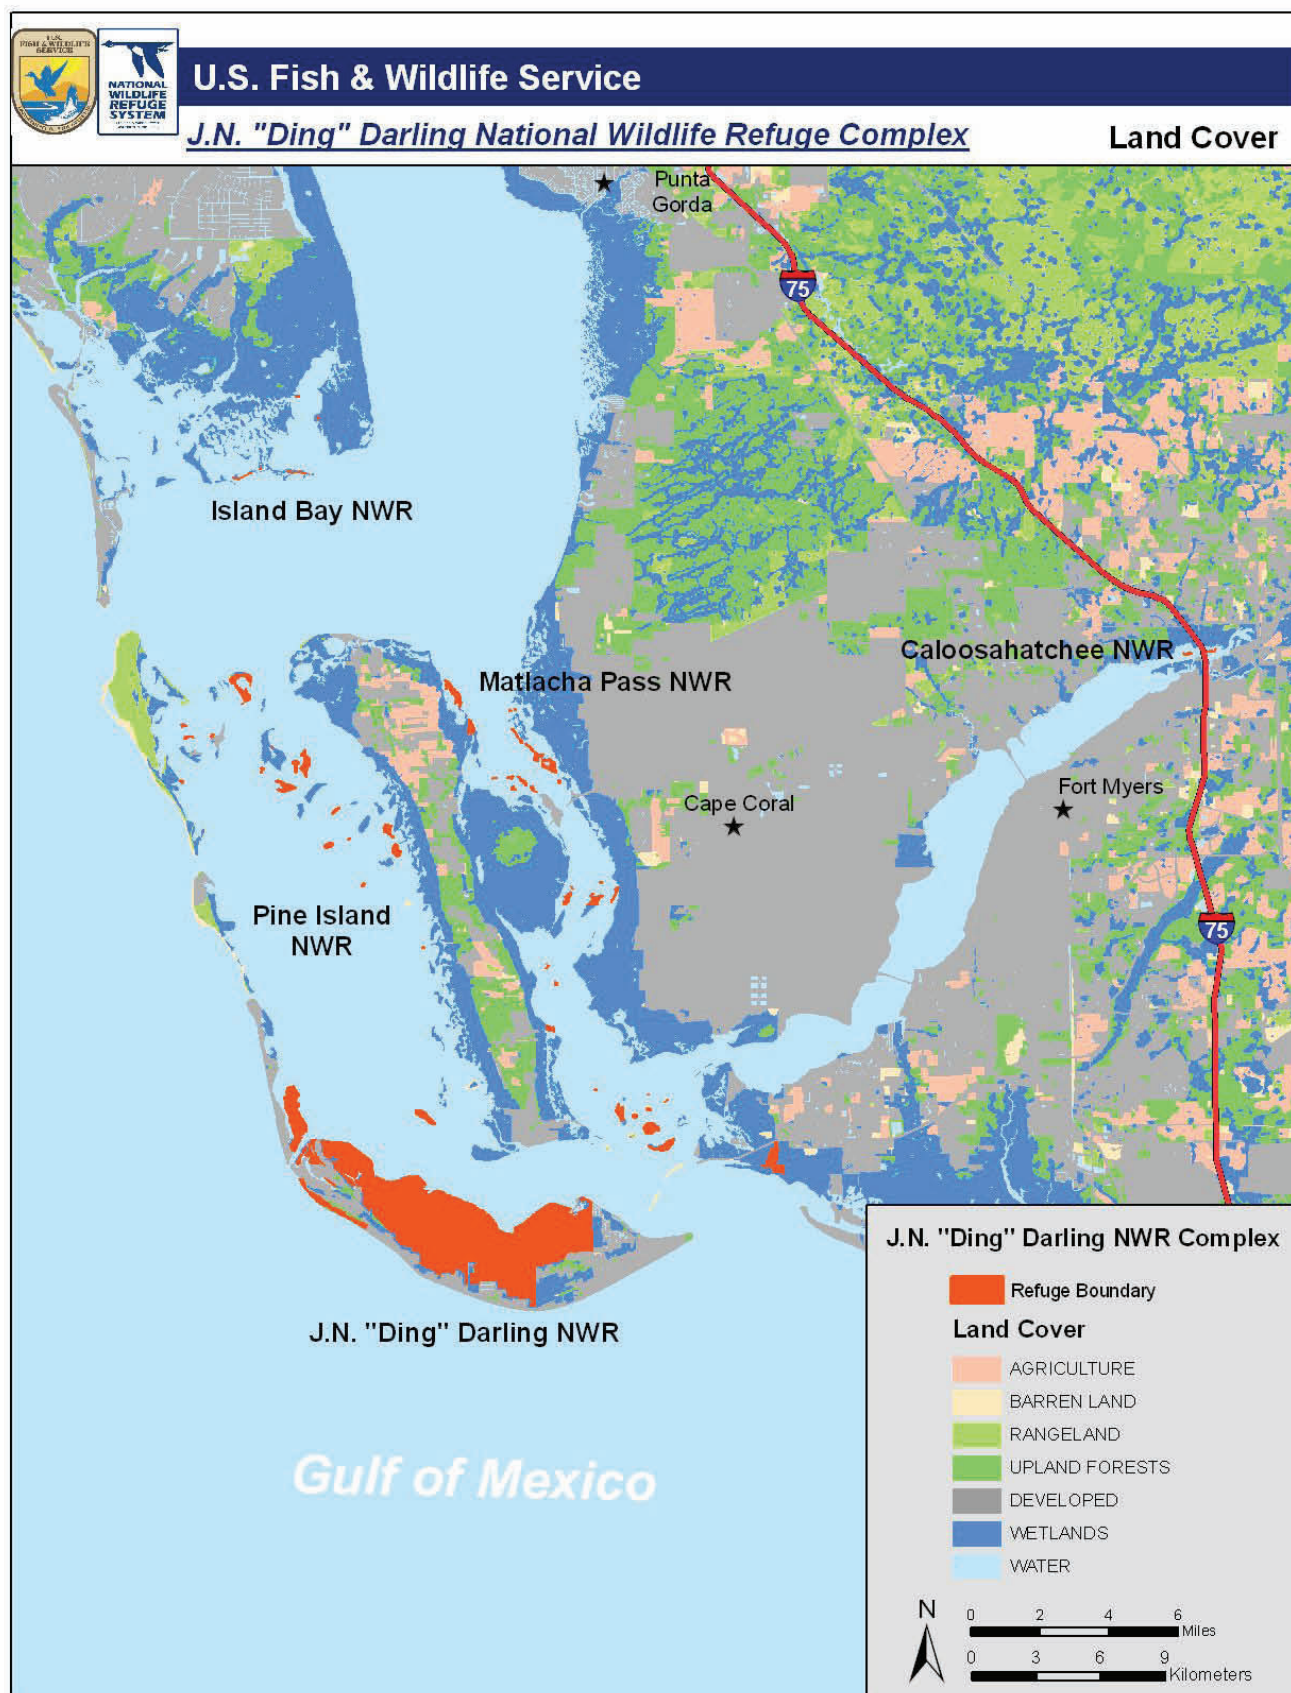 U.S.
FISH & WILDLIFE
SERVICE
NATIONAL
WILDLIFE
REFUGE
SYSTEM
U.S. Fish & Wildlife Service
J.N. "Ding" Darling National Wildlife Refuge Complex
Land Cover
Punta
Gorda
75
Island Bay NWR
Caloosahatchee NWR
Matlacha Pass NWR
Fort Myers
Cape Coral
Pine Island
NWR
75
J.N. "Ding" Darling NWR
Gulf of Mexico
J.N. "Ding" Darling NWR Complex
Refuge Boundary
Land Cover
AGRICULTURE
BARREN LAND
RANGELAND
UPLAND FORESTS
DEVELOPED
WETLANDS
WATER
N
0 2 4 6
Miles
0 3 6 9
Kilometers